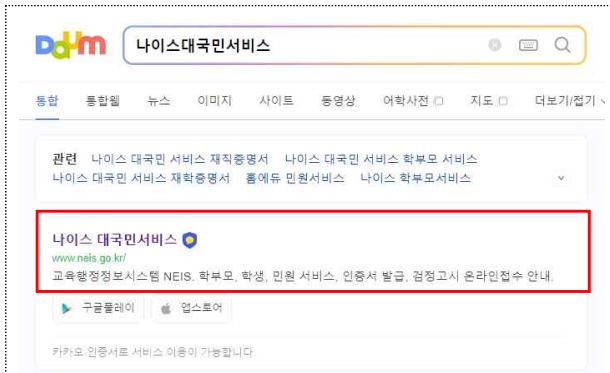 Daum 나이스대국민서비스
통합 통합웹 뉴스 이미지 사이트 동영상 어학사전 지도 더보기/접기
관련 나이스 대국민 서비스 재직증명서 나이스 대국민 서비스 학부모 서비스
나이스 대국민 서비스 재학증명서 홈에듀 민원서비스 나이스 학부모서비스
나이스 대국민서비스
www.neis.go.kr/
교육행정정보시스템 NEIS. 학부모, 학생, 민원 서비스, 인증서 발급, 검정고시 온라인접수 안내.
구글플레이 앱스토어
카카오 인증서로 서비스 이용이 가능합니다